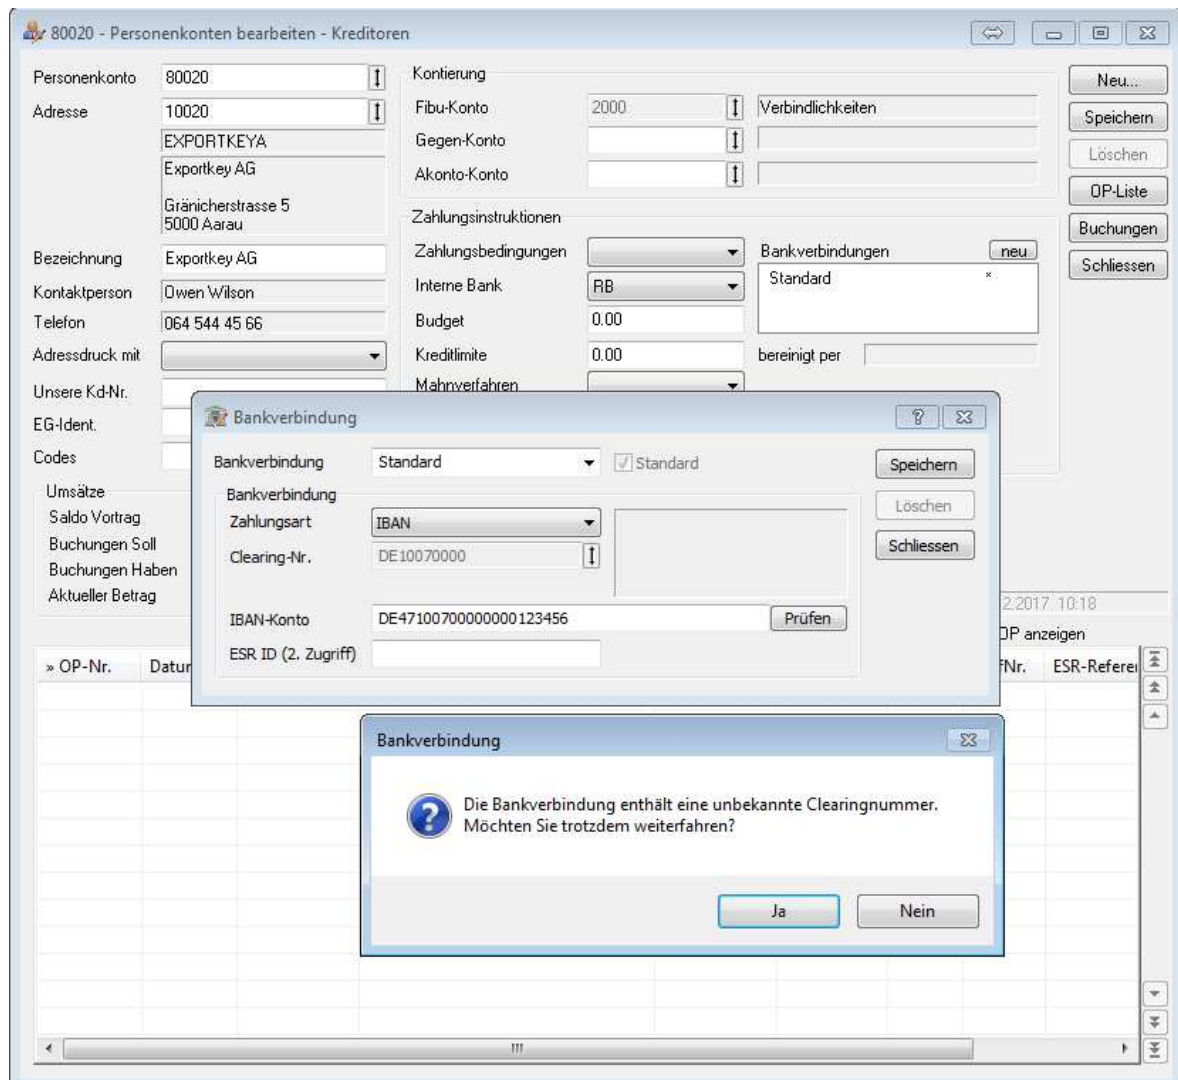 80020 - Personenkonten bearbeiten - Kreditoren
Personenkonto 80020
Adresse 10020
EXPORTKEYA
Exportkey AG
Gränicherstrasse 5
5000 Aarau
Bezeichnung Exportkey AG
Kontaktperson Owen Wilson
Telefon 064 544 45 66
Adressdruck mit
Unsere Kd-Nr.
EG-Ident.
Codes
Umsätze
Saldo Vortrag
Buchungen Soll
Buchungen Haben
Aktueller Betrag
Kontierung
Fibu-Konto 2000 Verbindlichkeiten
Gegen-Konto
Akonto-Konto
Zahlungsinstruktionen
Zahlungsbedingungen
Interne Bank RB
Budget 0.00
Kreditlimite 0.00
Mahnverfahren
Bankverbindungen neu
Standard ×
bereinigt per
Neu...
Speichern
Löschen
OP-Liste
Buchungen
Schliessen
Bankverbindung
Bankverbindung Standard Standard
Bankverbindung
Zahlungsart IBAN
Clearing-Nr. DE10070000
IBAN-Konto DE47100700000000123456 Prüfen
ESR ID (2. Zugriff)
Speichern
Löschen
Schliessen
2.2017 10:18
OP anzeigen
» OP-Nr. Datur Nr. ESR-Refere
Bankverbindung
Die Bankverbindung enthält eine unbekannte Clearingnummer.
Möchten Sie trotzdem weiterfahren?
Ja Nein